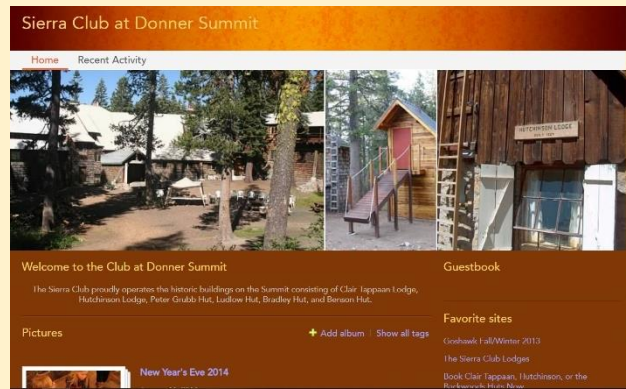 Sierra Club at Donner Summit
Home Recent Activity
HUTCHINSON LODGE
Welcome to the Club at Donner Summit
The Sierra Club proudly operates the historic buildings on the Summit consisting of Clair Tappaan Lodge,
Hutchinson Lodge, Peter Grubb Hut, Ludlow Hut, Bradley Hut, and Benson Hut.
Pictures
+ Add album | Show all tags
New Year's Eve 2014
Guestbook
Favorite sites
Goshawk Fall/Winter 2013
The Sierra Club Lodges
Book Clair Tappaan, Hutchinson, or the
Backwoods Huts Now